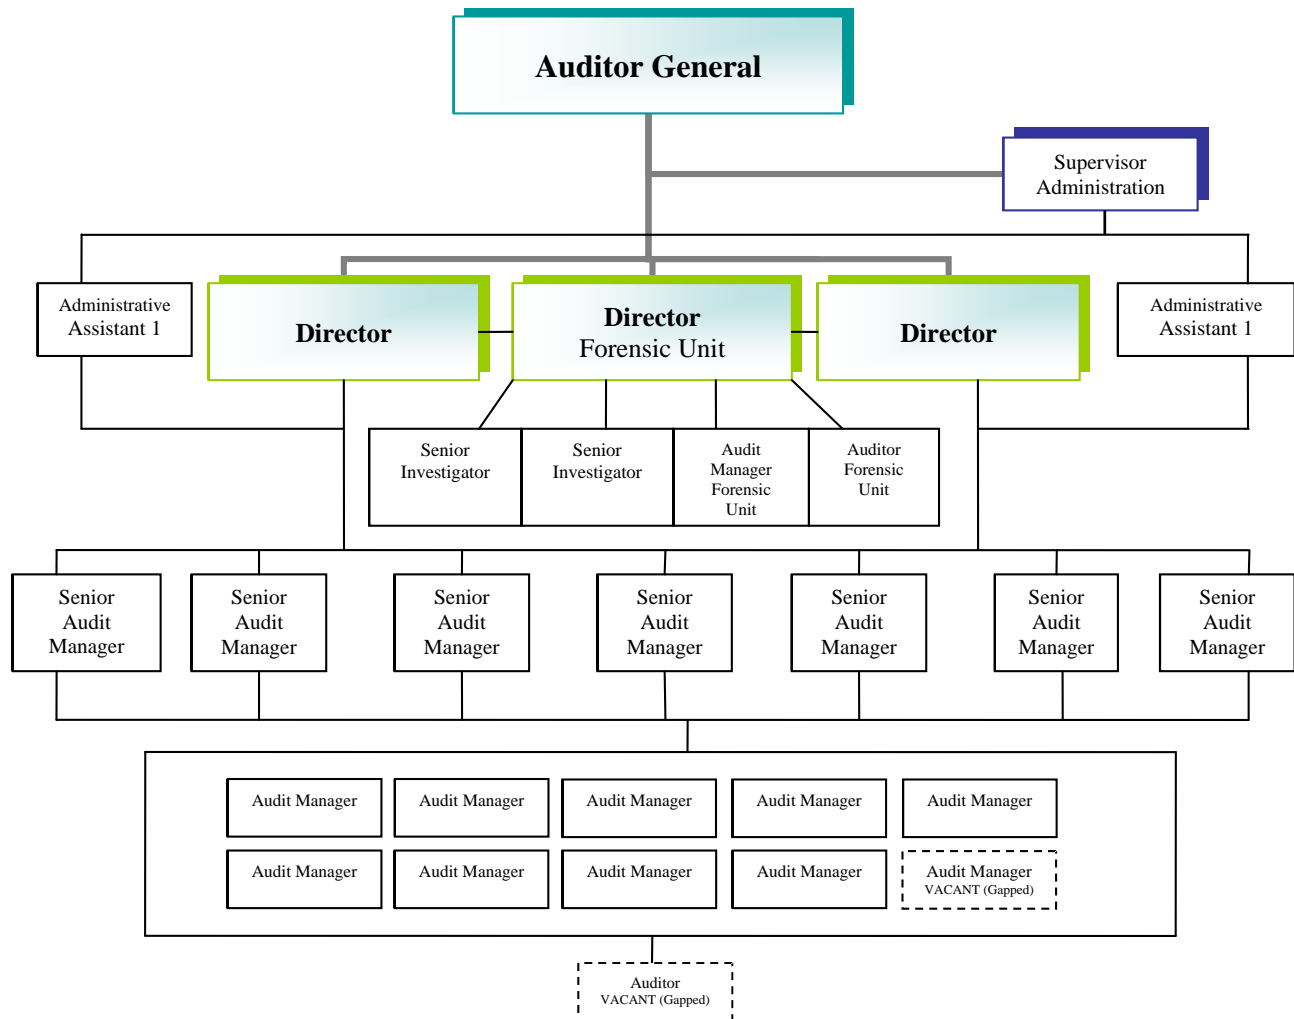 Auditor General
Supervisor
Administration
Administrative
Assistant 1
Director
Director
Forensic Unit
Director
Administrative
Assistant 1
Senior
Investigator
Senior
Investigator
Audit
Manager
Forensic
Unit
Auditor
Forensic
Unit
Senior
Audit
Manager
Senior
Audit
Manager
Senior
Audit
Manager
Senior
Audit
Manager
Senior
Audit
Manager
Senior
Audit
Manager
Senior
Audit
Manager
Audit Manager
Audit Manager
Audit Manager
Audit Manager
Audit Manager
Audit Manager
Audit Manager
Audit Manager
Audit Manager
Audit Manager
VACANT (Gapped)
Auditor
VACANT (Gapped)